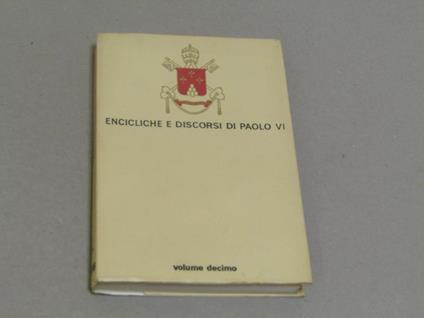 ENCICLICHE E DISCORSI DI PAOLO VI
volume decimo